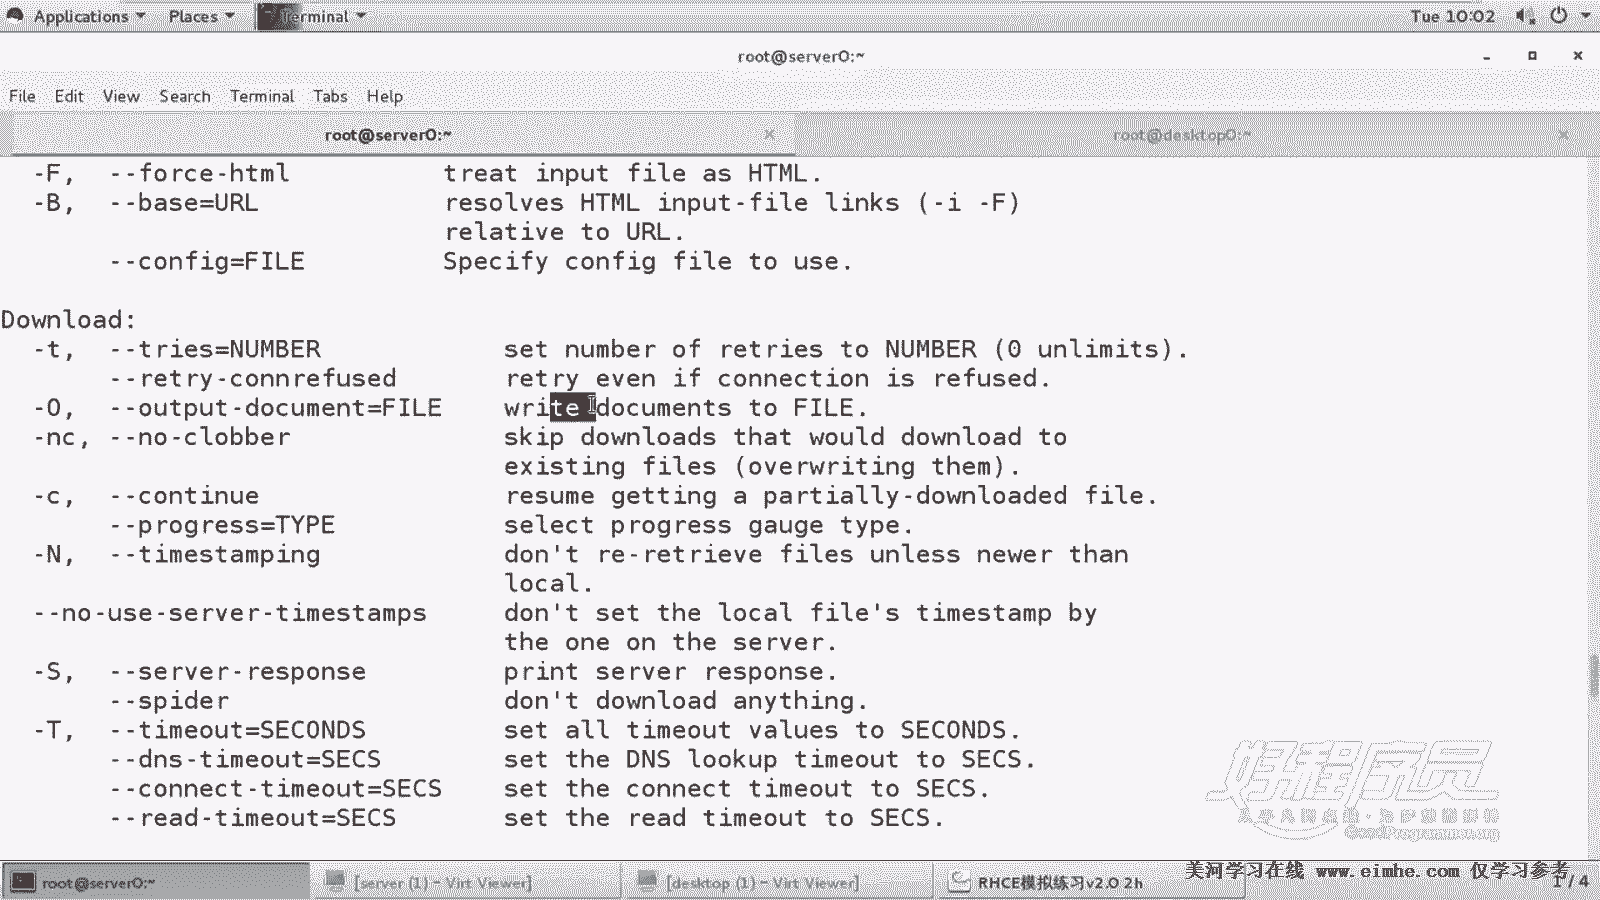 Applications Places Terminal Tue 10:02
root@server0:~
File Edit View Search Terminal Tabs Help
root@server0:~ root@desktop0:~
-F, --force-html treat input file as HTML.
-B, --base=URL resolves HTML input-file links (-i -F)
relative to URL.
--config=FILE Specify config file to use.
Download:
-t, --tries=NUMBER set number of retries to NUMBER (0 unlimits).
--retry-connrefused retry even if connection is refused.
-O, --output-document=FILE write documents to FILE.
-nc, --no-clobber skip downloads that would download to
existing files (overwriting them).
-c, --continue resume getting a partially-downloaded file.
--progress=TYPE select progress gauge type.
-N, --timestamping don't re-retrieve files unless newer than
local.
--no-use-server-timestamps don't set the local file's timestamp by
the one on the server.
-S, --server-response print server response.
--spider don't download anything.
-T, --timeout=SECONDS set all timeout values to SECONDS.
--dns-timeout=SECS set the DNS lookup timeout to SECS.
--connect-timeout=SECS set the connect timeout to SECS.
--read-timeout=SECS set the read timeout to SECS.
好程序员
GoodProgrammer.org
root@server0:~ [server (1) - Virt Viewer] [desktop (1) - Virt Viewer] RHCE模拟练习v2.0 2h 1 / 4
美河学习在线 www.eimhe.com 仅学习参考